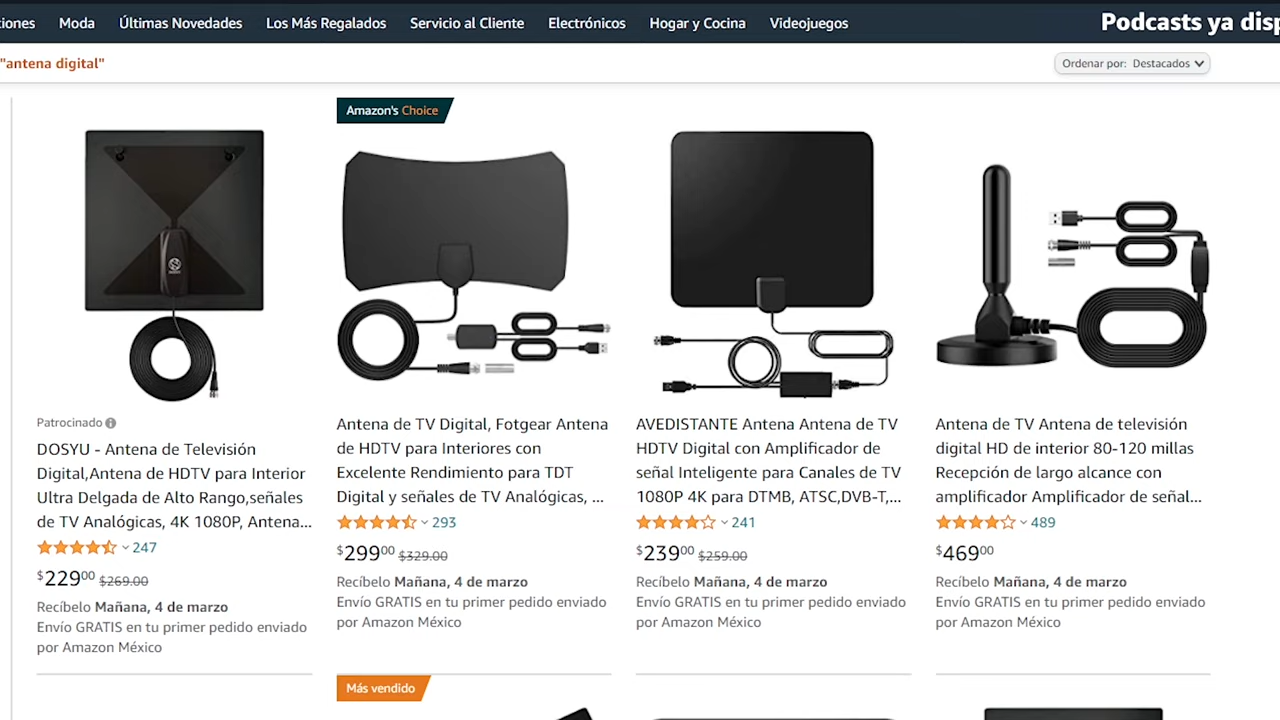 ciones Moda Últimas Novedades Los Más Regalados Servicio al Cliente Electrónicos Hogar y Cocina Videojuegos Podcasts ya disp
"antena digital"
Ordenar por: Destacados
Amazon's Choice
Patrocinado
DOSYU - Antena de Televisión
Digital,Antena de HDTV para Interior
Ultra Delgada de Alto Rango,señales
de TV Analógicas, 4K 1080P, Antena...
247
$229.00 $269.00
Recíbelo Mañana, 4 de marzo
Envío GRATIS en tu primer pedido enviado
por Amazon México
Antena de TV Digital, Fotgear Antena
de HDTV para Interiores con
Excelente Rendimiento para TDT
Digital y señales de TV Analógicas, ...
293
$299.00 $329.00
Recíbelo Mañana, 4 de marzo
Envío GRATIS en tu primer pedido enviado
por Amazon México
AVEDISTANTE Antena Antena de TV
HDTV Digital con Amplificador de
señal Inteligente para Canales de TV
1080P 4K para DTMB, ATSC,DVB-T,...
241
$239.00 $259.00
Recíbelo Mañana, 4 de marzo
Envío GRATIS en tu primer pedido enviado
por Amazon México
Antena de TV Antena de televisión
digital HD de interior 80-120 millas
Recepción de largo alcance con
amplificador Amplificador de señal...
489
$469.00
Recíbelo Mañana, 4 de marzo
Envío GRATIS en tu primer pedido enviado
por Amazon México
Más vendido